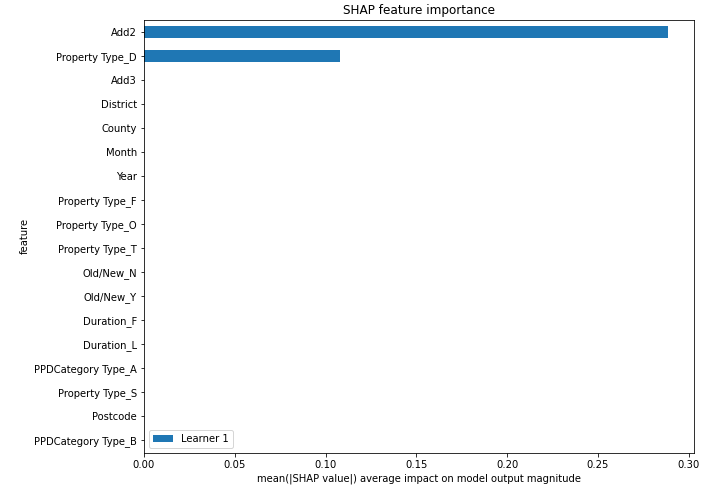 SHAP feature importance
Add2
Property Type_D
Add3
District
County
Month
Year
Property Type_F
Property Type_O
Property Type_T
Old/New_N
Old/New_Y
Duration_F
Duration_L
PPDCategory Type_A
Property Type_S
Postcode
PPDCategory Type_B
feature
Learner 1
0.00 0.05 0.10 0.15 0.20 0.25 0.30
mean(|SHAP value|) average impact on model output magnitude